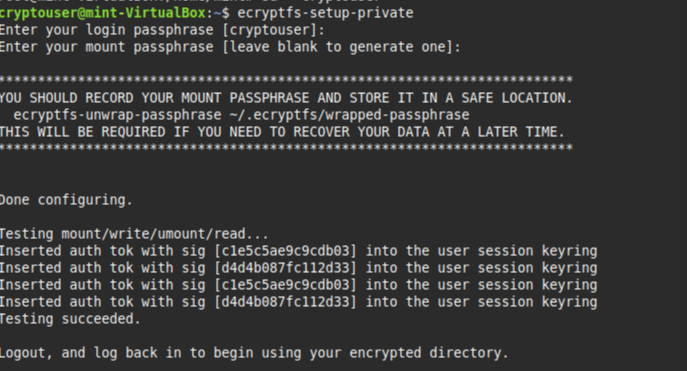 cryptouser@mint-VirtualBox:~$ ecryptfs-setup-private
Enter your login passphrase [cryptouser]:
Enter your mount passphrase [leave blank to generate one]:
************************************************************************
YOU SHOULD RECORD YOUR MOUNT PASSPHRASE AND STORE IT IN A SAFE LOCATION.
ecryptfs-unwrap-passphrase ~/.ecryptfs/wrapped-passphrase
THIS WILL BE REQUIRED IF YOU NEED TO RECOVER YOUR DATA AT A LATER TIME.
************************************************************************
Done configuring.
Testing mount/write/umount/read...
Inserted auth tok with sig [c1e5c5ae9c9cdb03] into the user session keyring
Inserted auth tok with sig [d4d4b087fc112d33] into the user session keyring
Inserted auth tok with sig [c1e5c5ae9c9cdb03] into the user session keyring
Inserted auth tok with sig [d4d4b087fc112d33] into the user session keyring
Testing succeeded.
Logout, and log back in to begin using your encrypted directory.